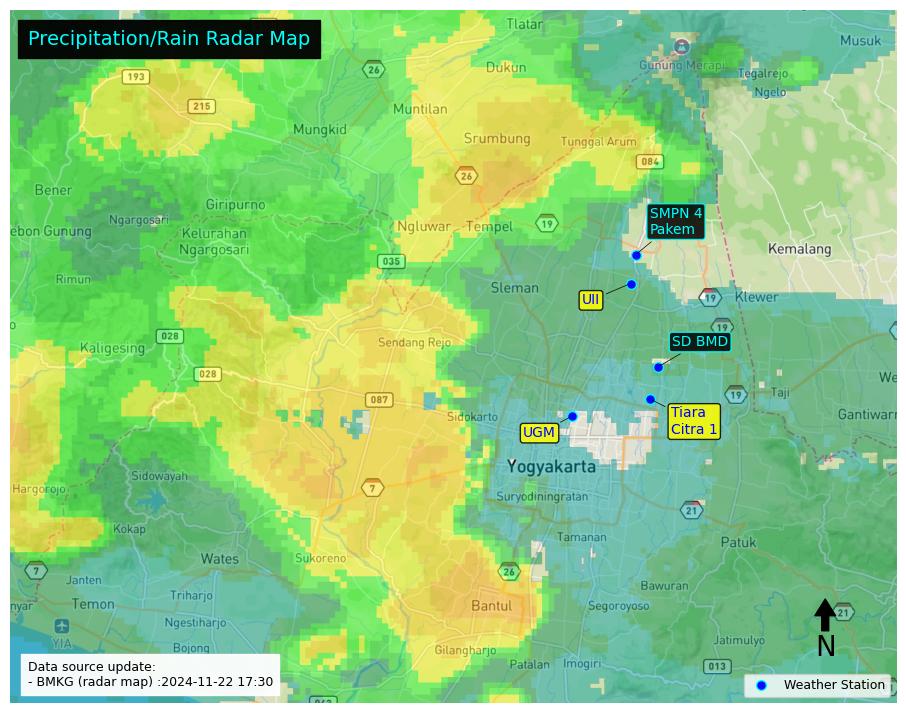 Precipitation/Rain Radar Map
Tlatar
Musuk
Gunung Merapi
193
26
Dukun
Tegalrejo
Ngelo
215
Muntilan
Mungkid
Srumbung
Tunggal Arum
084
26
Bener
Giripurno
Ngargosari
SMPN 4
Pakem
Ngluwar
Tempel
19
ebon Gunung
Kelurahan
Ngargosari
Kemalang
035
Rimun
Sleman
UII
19
Klewer
19
028
Sendang Rejo
SD BMD
Kaligesing
028
We
087
19
Taji
Sidokarto
Tiara
Citra 1
Gantiwarn
UGM
Yogyakarta
Sidowayah
Hargorojo
7
Suryodiningratan
21
Kokap
Tamanan
Patuk
Wates
Sukoreno
7
26
Janten
Bawuran
Triharjo
nyar
Temon
Bantul
Segoroyoso
21
Ngestiharjo
YIA
N
Bojong
Jatimulyo
Gilangharjo
Patalan
Imogiri
013
Data source update:
- BMKG (radar map) :2024-11-22 17:30
Weather Station